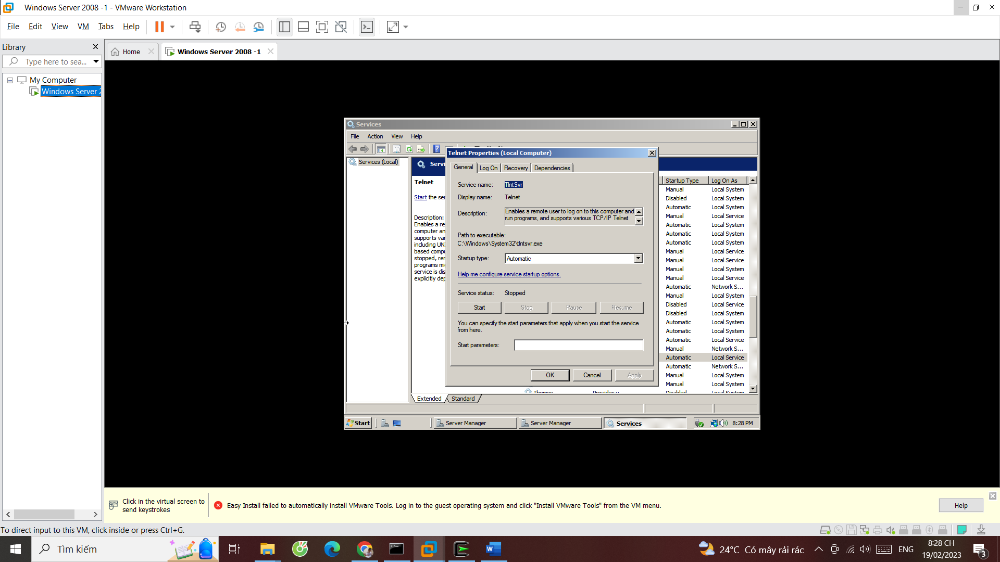 Windows Server 2008 -1 - VMware Workstation
File Edit View VM Tabs Help
Library
Home
Windows Server 2008 -1
Type here to sea...
My Computer
Windows Server 2
Services
File Action View Help
Services (Local)
Servi
Telnet
Start the ser
Description:
Enables a re
computer an
supports var
including UNI
based compu
stopped, ren
programs mig
service is dis
explicitly dep
Telnet Properties (Local Computer)
General Log On Recovery Dependencies
Service name: TlntSvr
Display name: Telnet
Description: Enables a remote user to log on to this computer and
run programs, and supports various TCP/IP Telnet
Path to executable:
C:\Windows\System32\tlntsvr.exe
Startup type: Automatic
Help me configure service startup options.
Service status: Stopped
Start Stop Pause Resume
You can specify the start parameters that apply when you start the service
from here.
Start parameters:
OK Cancel Apply
Startup Type Log On As
Manual Local System
Disabled Local System
Automatic Local System
Manual Local Service
Automatic Local System
Automatic Local System
Automatic Local System
Manual Local Service
Manual Local System
Manual Local System
Manual Local Service
Automatic Network S...
Manual Local System
Disabled Local Service
Disabled Local System
Automatic Local System
Automatic Local System
Automatic Local Service
Manual Network S...
Automatic Local Service
Automatic Network S...
Manual Local System
Manual Local System
Themes Provides u Disabled Local System
Extended Standard
Start Server Manager Server Manager Services 8:28 PM
Click in the virtual screen to
send keystrokes
Easy Install failed to automatically install VMware Tools. Log in to the guest operating system and click "Install VMware Tools" from the VM menu.
Help
To direct input to this VM, click inside or press Ctrl+G.
Tìm kiếm
24°C Có mây rải rác
ENG
8:28 CH
19/02/2023
3